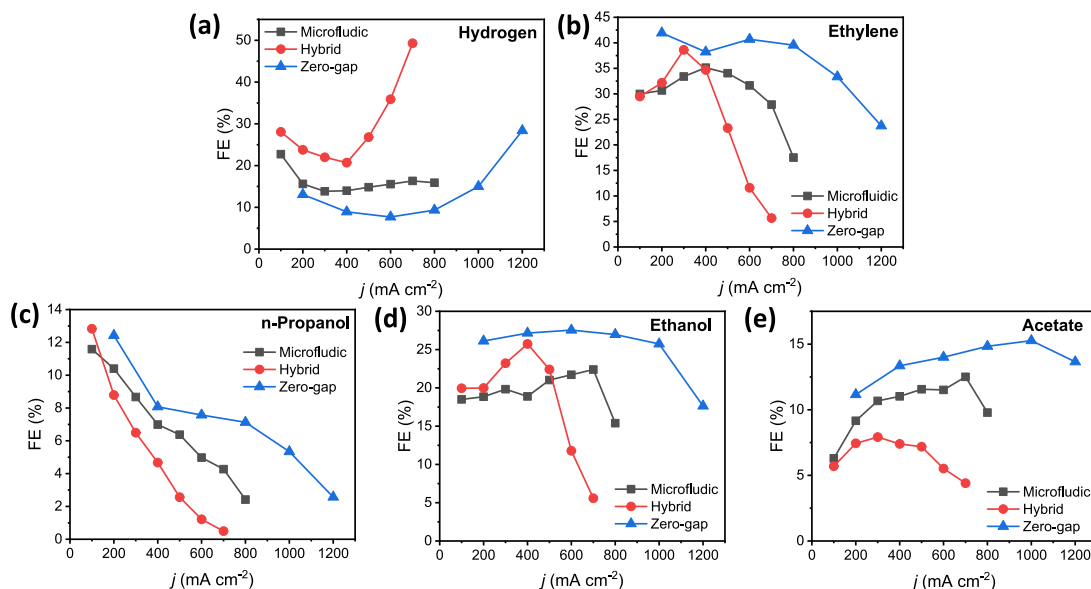 (a)
Hydrogen
Microfludic
Hybrid
Zero-gap
FE (%)
50
40
30
20
10
0
0 200 400 600 800 1000 1200
j (mA cm⁻²)
(b)
Ethylene
FE (%)
45
40
35
30
25
20
15
10
5
0
Microfluidic
Hybrid
Zero-gap
0 200 400 600 800 1000 1200
j (mA cm⁻²)
(c)
n-Propanol
Microfludic
Hybrid
Zero-gap
FE (%)
14
12
10
8
6
4
2
0
0 200 400 600 800 1000 1200
j (mA cm⁻²)
(d)
Ethanol
FE (%)
25
20
15
10
5
0
Microfludic
Hybrid
Zero-gap
0 200 400 600 800 1000 1200
j (mA cm⁻²)
(e)
Acetate
FE (%)
15
10
5
0
Microfludic
Hybrid
Zero-gap
0 200 400 600 800 1000 1200
j (mA cm⁻²)